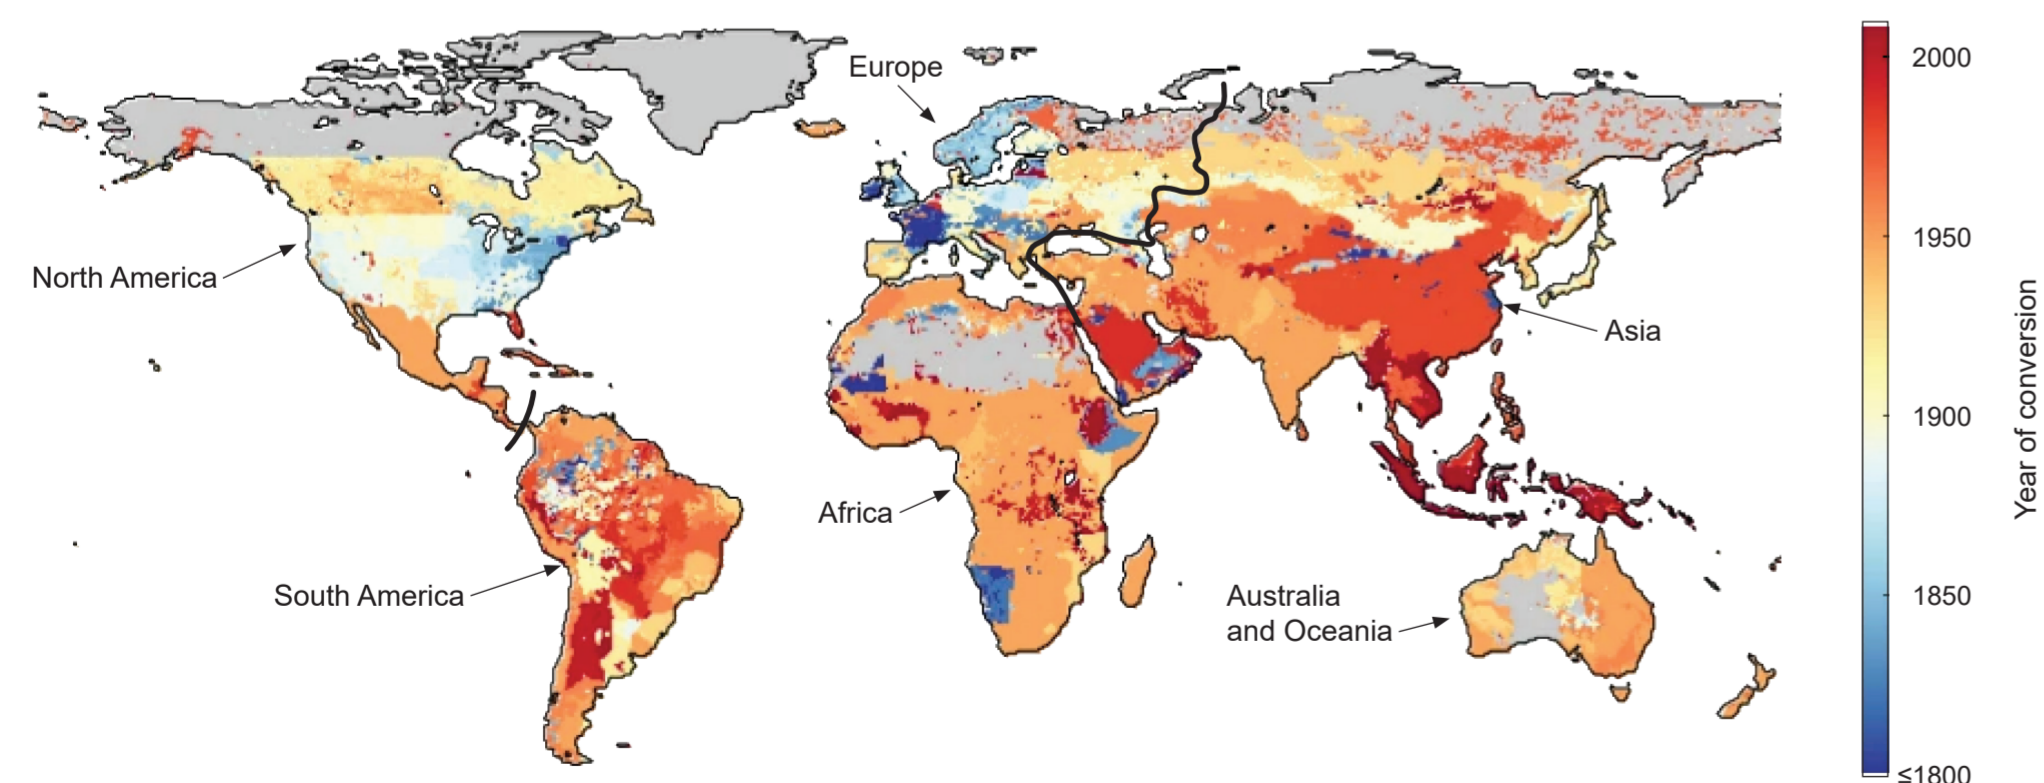 Europe
North America
Asia
Africa
South America
Australia
and Oceania
2000
1950
1900
1850
≤1800
Year of conversion